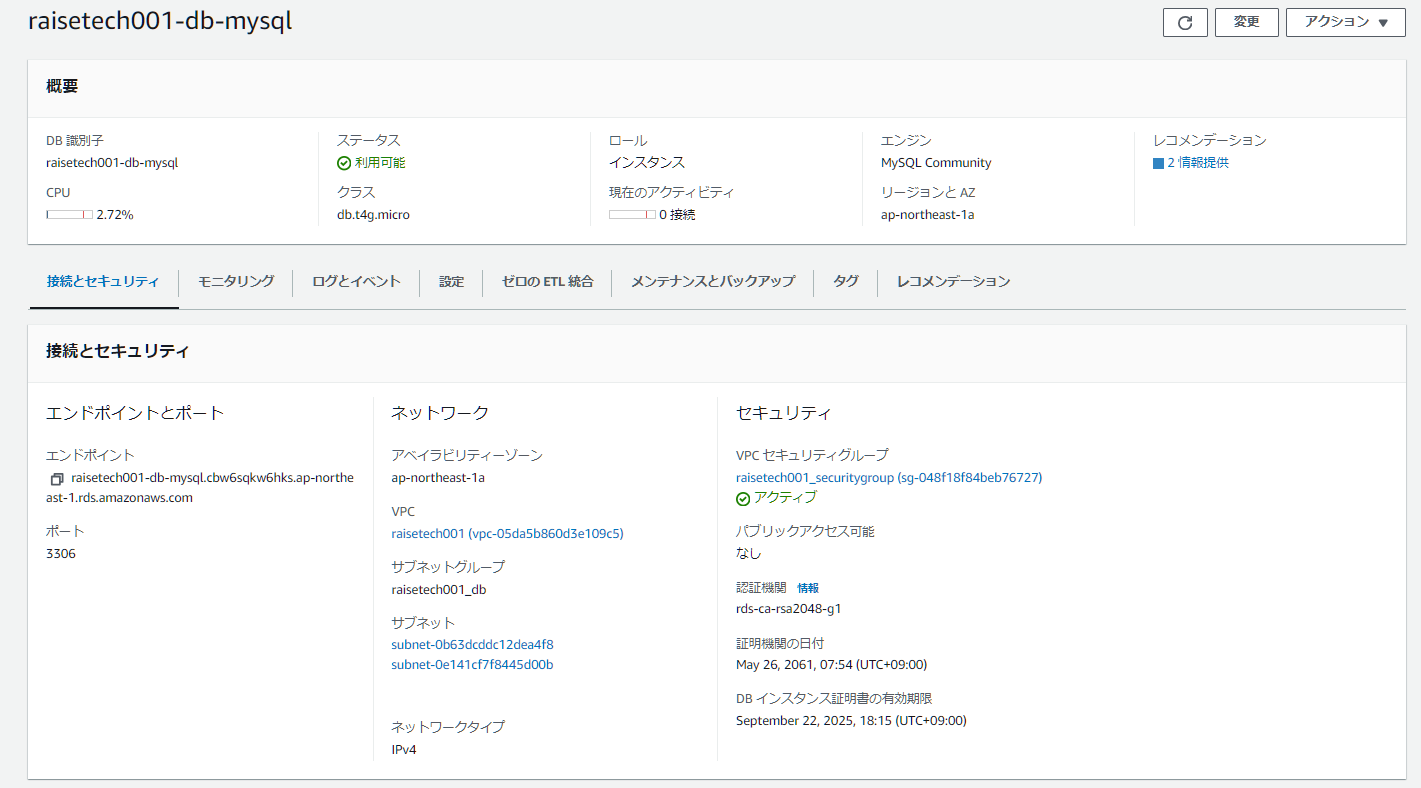 raisetech001-db-mysql
変更
アクション
概要
DB 識別子
raisetech001-db-mysql
CPU
2.72%
ステータス
利用可能
クラス
db.t4g.micro
ロール
インスタンス
現在のアクティビティ
0 接続
エンジン
MySQL Community
リージョンと AZ
ap-northeast-1a
レコメンデーション
2 情報提供
接続とセキュリティ
モニタリング
ログとイベント
設定
ゼロの ETL 統合
メンテナンスとバックアップ
タグ
レコメンデーション
接続とセキュリティ
エンドポイントとポート
エンドポイント
raisetech001-db-mysql.cbw6sqkw6hks.ap-northe
ast-1.rds.amazonaws.com
ポート
3306
ネットワーク
アベイラビリティーゾーン
ap-northeast-1a
VPC
raisetech001 (vpc-05da5b860d3e109c5)
サブネットグループ
raisetech001_db
サブネット
subnet-0b63dcddc12dea4f8
subnet-0e141cf7f8445d00b
ネットワークタイプ
IPv4
セキュリティ
VPC セキュリティグループ
raisetech001_securitygroup (sg-048f18f84beb76727)
アクティブ
パブリックアクセス可能
なし
認証機関 情報
rds-ca-rsa2048-g1
証明機関の日付
May 26, 2061, 07:54 (UTC+09:00)
DB インスタンス証明書の有効期限
September 22, 2025, 18:15 (UTC+09:00)